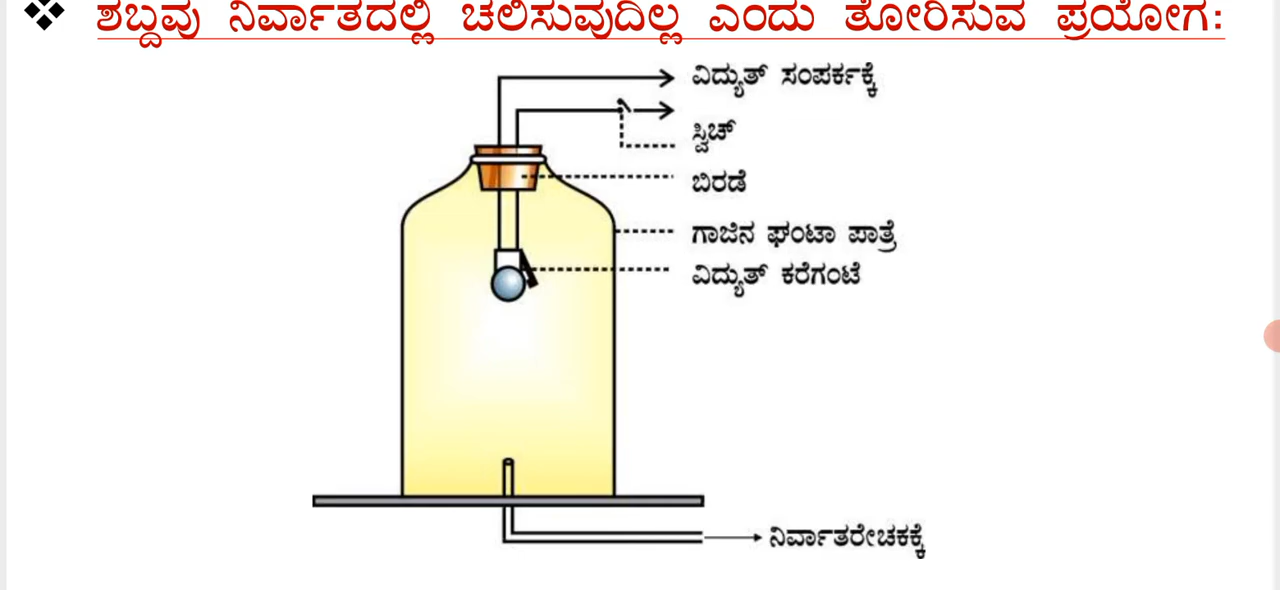 ❖ ಶಬ್ದವು ನಿರ್ವಾತದಲ್ಲಿ ಚಲಿಸುವುದಿಲ್ಲ ಎಂದು ತೋರಿಸುವ ಪ್ರಯೋಗ:
ವಿದ್ಯುತ್ ಸಂಪರ್ಕಕ್ಕೆ
ಸ್ವಿಚ್
ಬಿರಡೆ
ಗಾಜಿನ ಘಂಟಾ ಪಾತ್ರೆ
ವಿದ್ಯುತ್ ಕರೆಗಂಟೆ
ನಿರ್ವಾತರೇಚಕಕ್ಕೆ